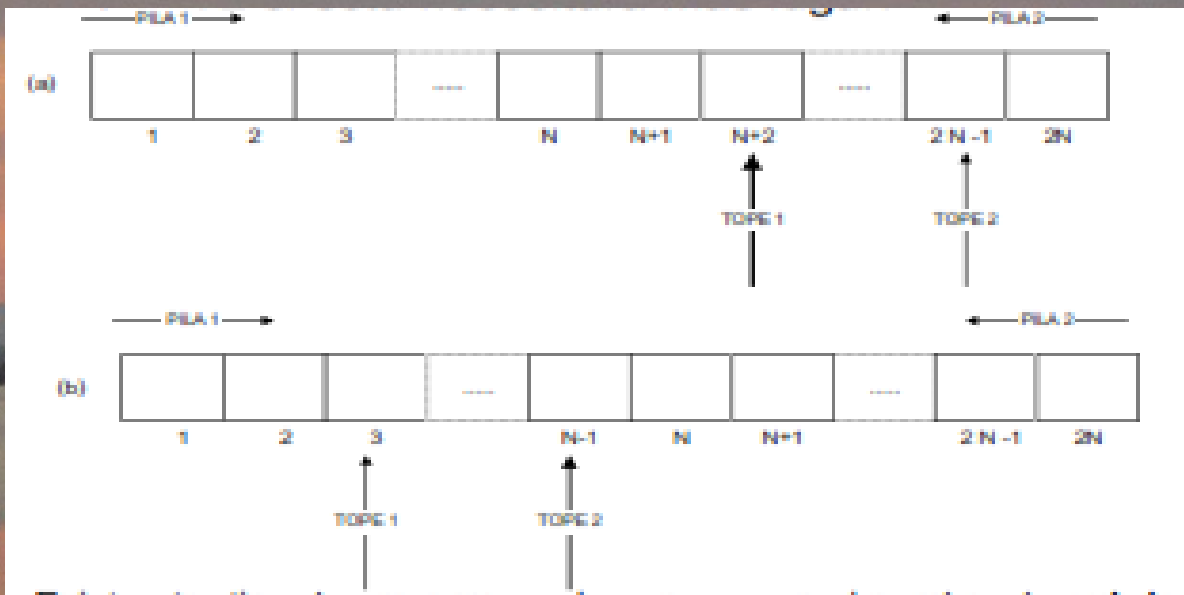 PILA 1 PILA 2
(a)
1 2 3 ---- N N+1 N+2 ---- 2 N -1 2N
TOPE 1 TOPE 2
PILA 1 PILA 2
(b)
1 2 3 ---- N-1 N N+1 ---- 2 N -1 2N
TOPE 1 TOPE 2